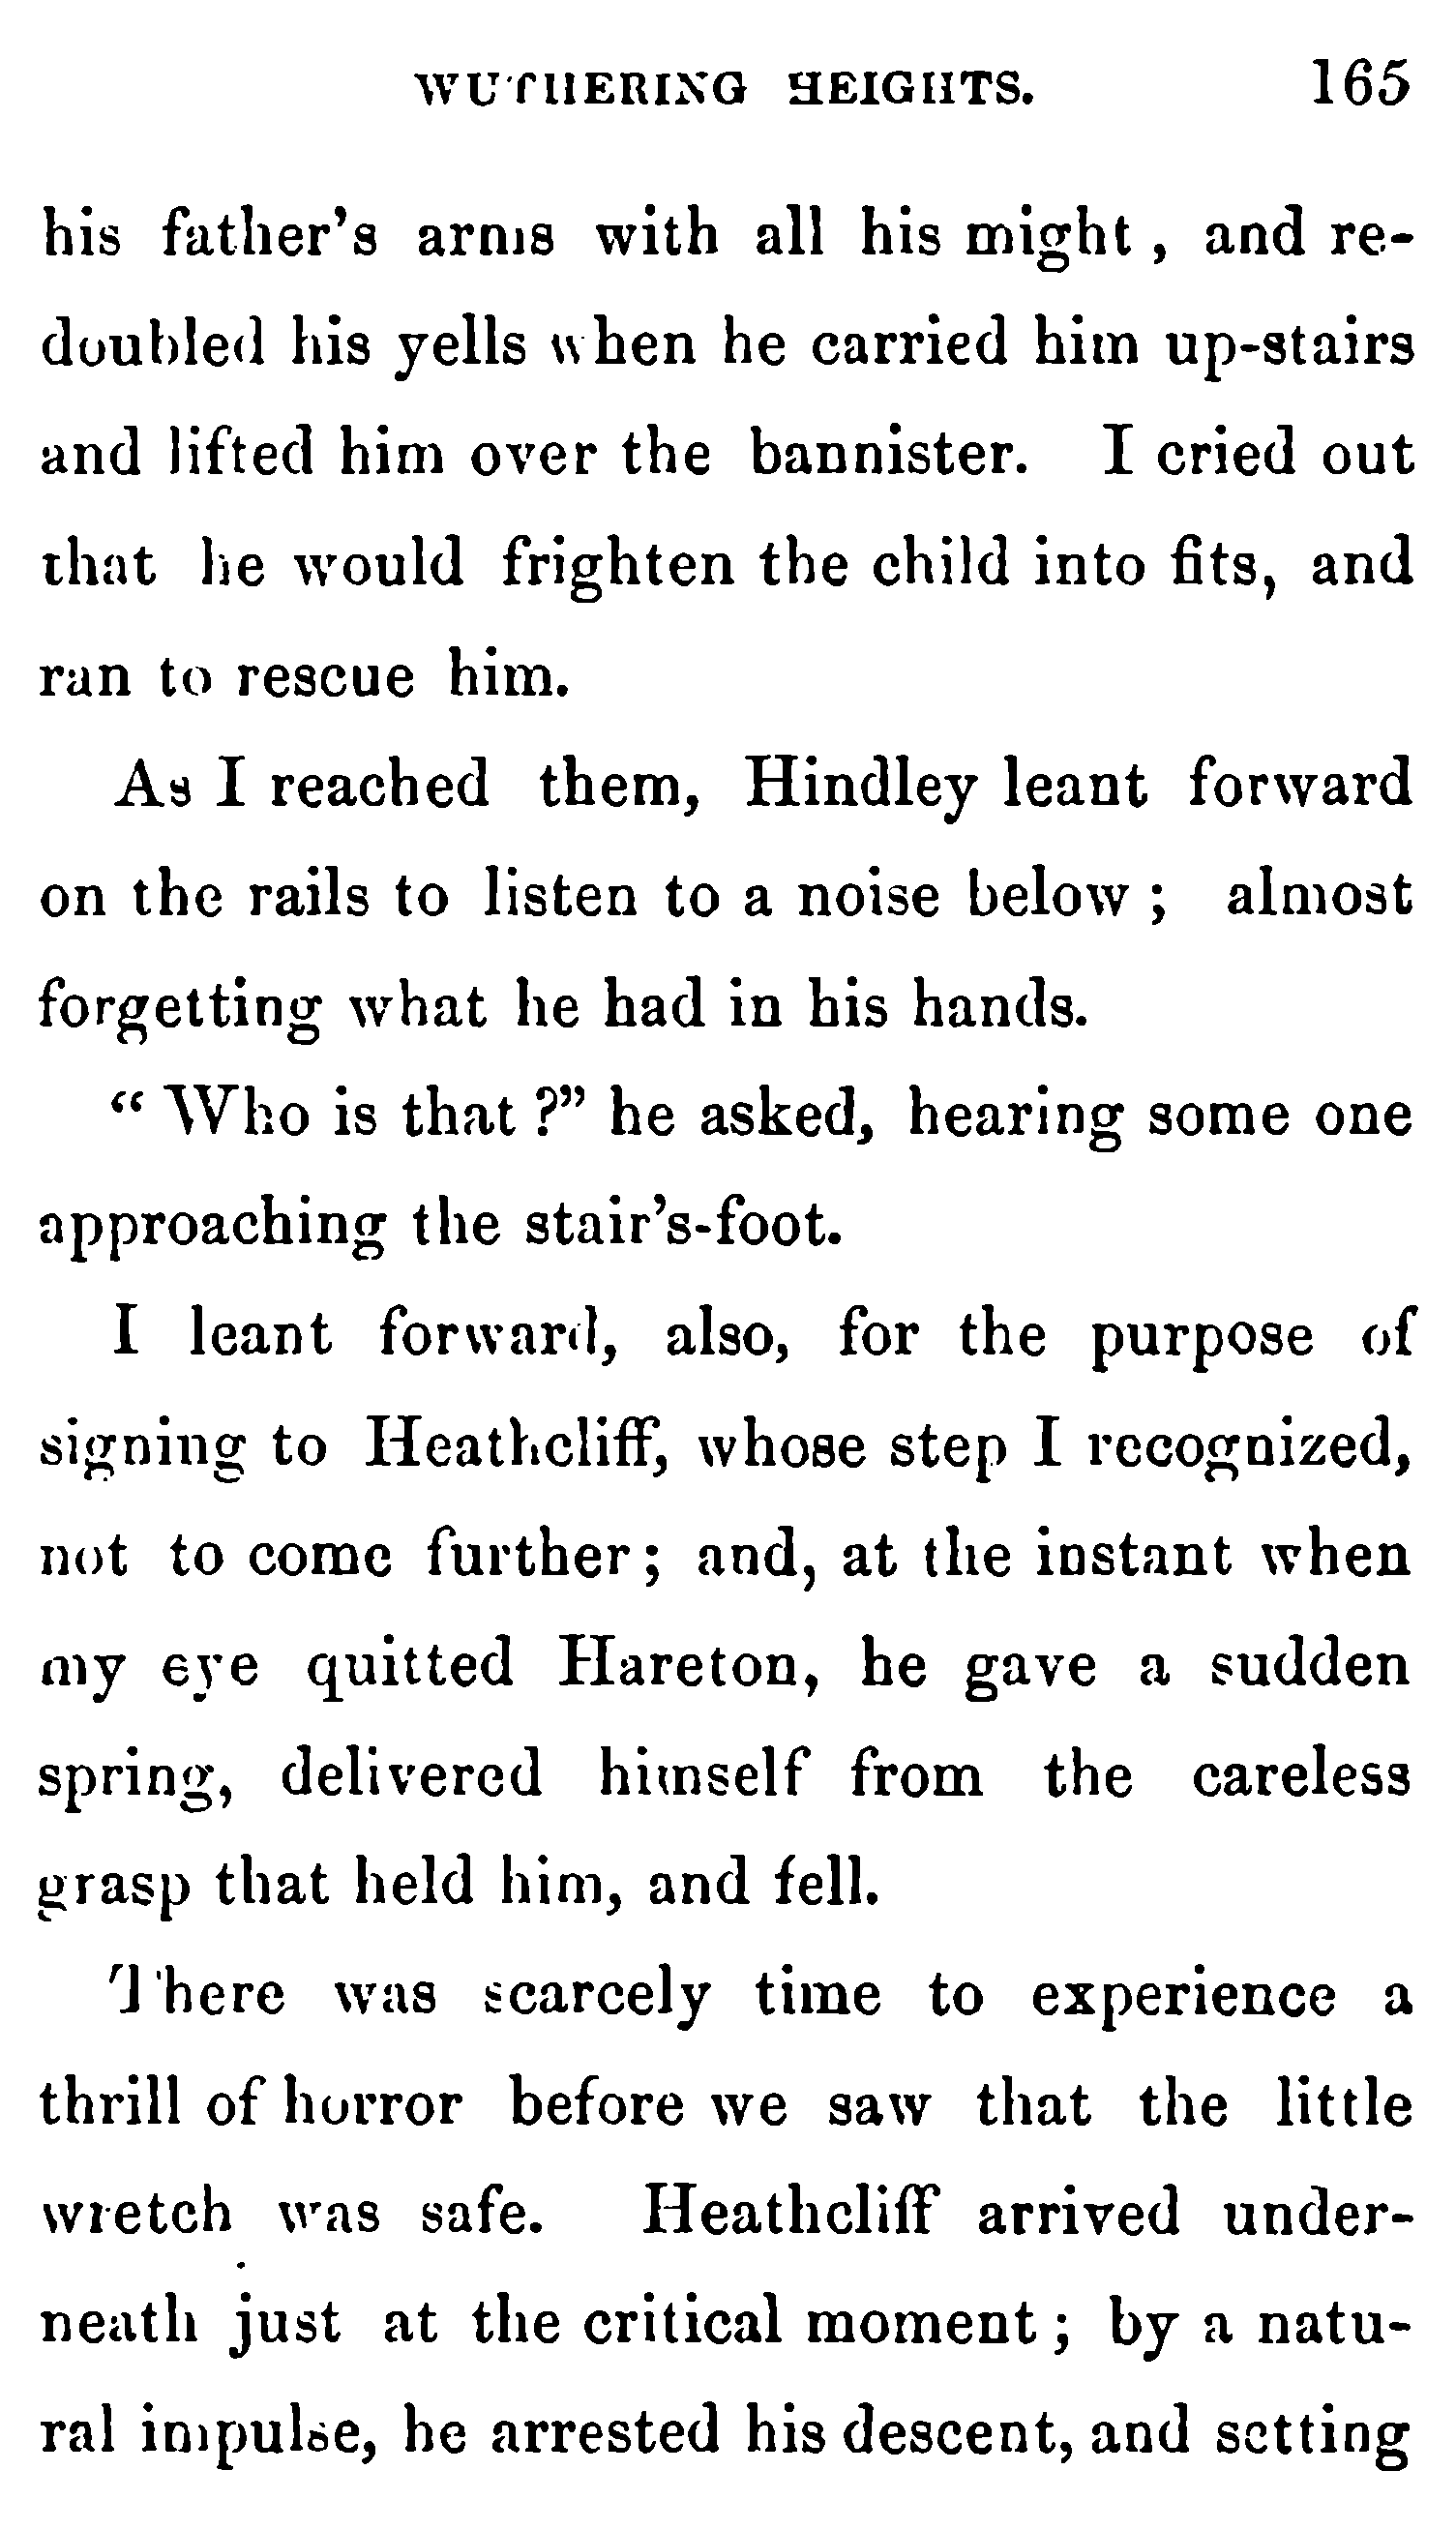 WUTHERING HEIGHTS. 165
his father's arms with all his might, and re-
doubled his yells when he carried him up-stairs
and lifted him over the bannister. I cried out
that he would frighten the child into fits, and
ran to rescue him.
As I reached them, Hindley leant forward
on the rails to listen to a noise below; almost
forgetting what he had in his hands.
"Who is that?" he asked, hearing some one
approaching the stair's-foot.
I leant forward, also, for the purpose of
signing to Heathcliff, whose step I recognized,
not to come further; and, at the instant when
my eye quitted Hareton, he gave a sudden
spring, delivered himself from the careless
grasp that held him, and fell.
There was scarcely time to experience a
thrill of horror before we saw that the little
wretch was safe. Heathcliff arrived under-
neath just at the critical moment; by a natu-
ral impulse, he arrested his descent, and setting